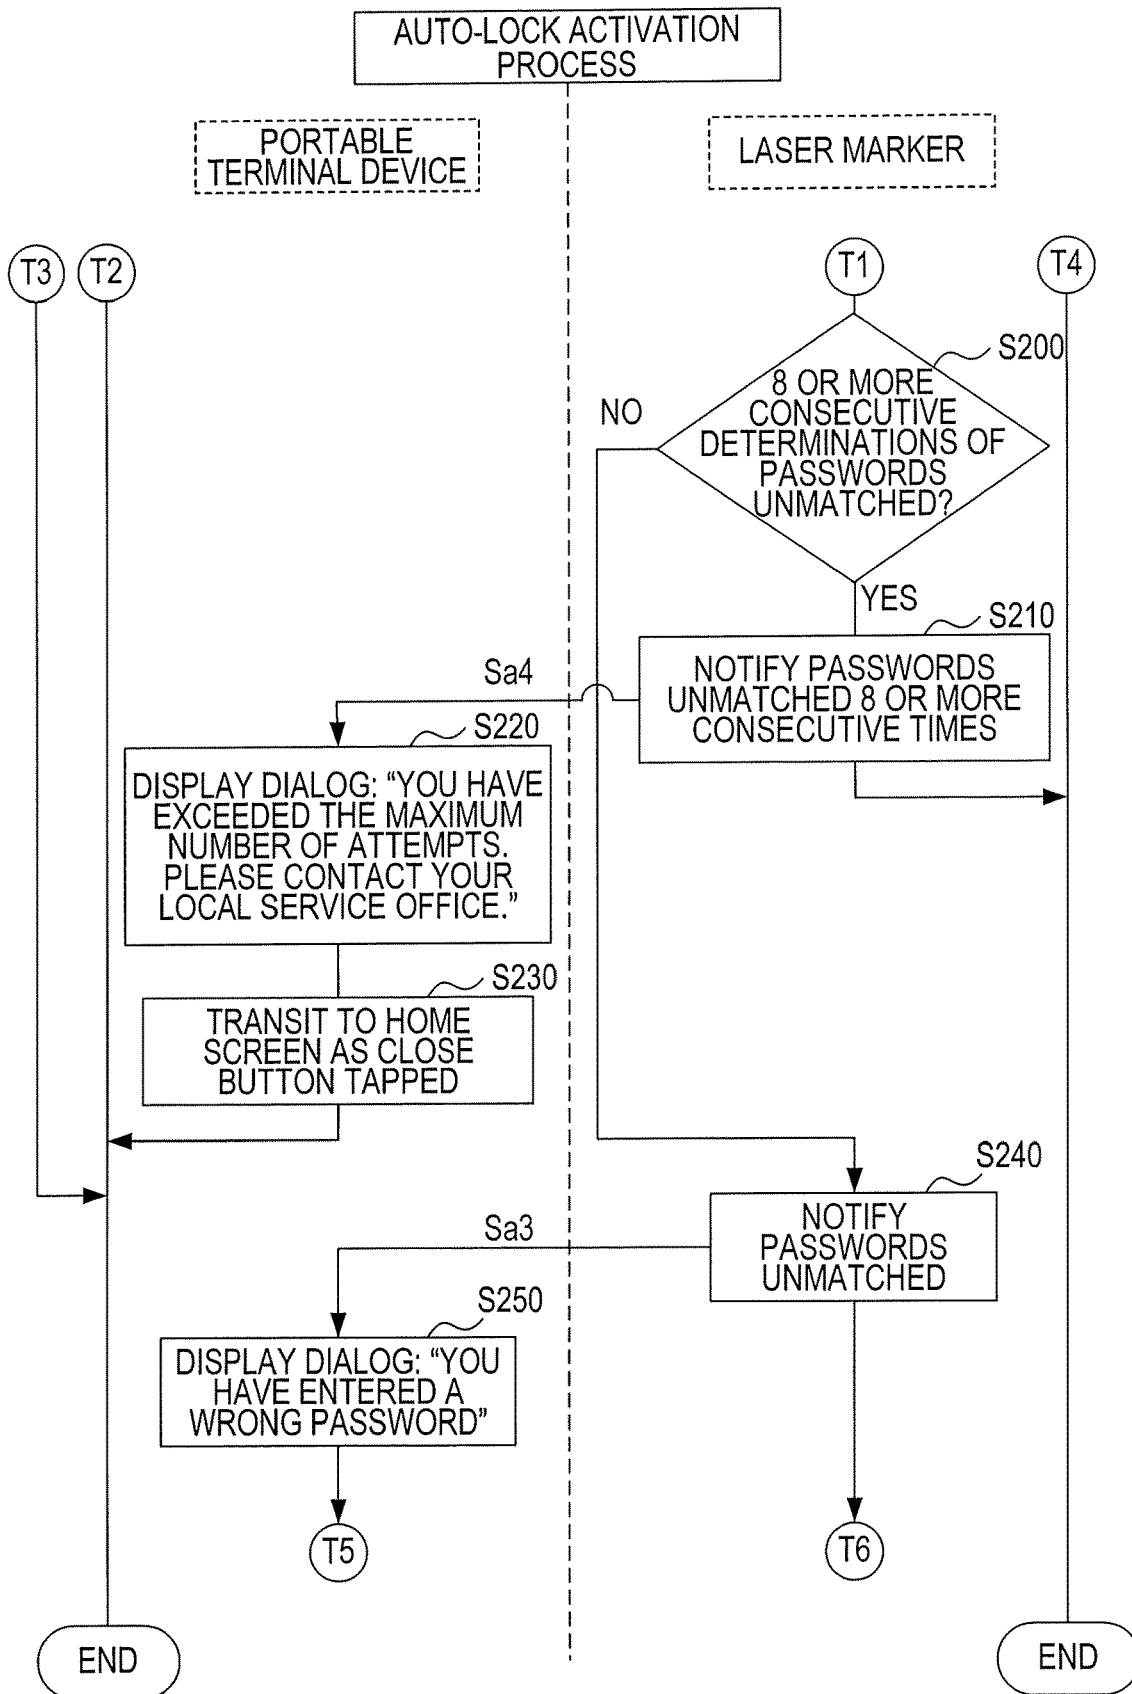 AUTO-LOCK ACTIVATION
PROCESS
PORTABLE
TERMINAL DEVICE
LASER MARKER
T3
T2
T1
T4
S200
8 OR MORE
CONSECUTIVE
DETERMINATIONS OF
PASSWORDS
UNMATCHED?
NO
YES
S210
NOTIFY PASSWORDS
UNMATCHED 8 OR MORE
CONSECUTIVE TIMES
Sa4
S220
DISPLAY DIALOG: “YOU HAVE
EXCEEDED THE MAXIMUM
NUMBER OF ATTEMPTS.
PLEASE CONTACT YOUR
LOCAL SERVICE OFFICE.”
S230
TRANSIT TO HOME
SCREEN AS CLOSE
BUTTON TAPPED
S240
NOTIFY
PASSWORDS
UNMATCHED
Sa3
S250
DISPLAY DIALOG: “YOU
HAVE ENTERED A
WRONG PASSWORD”
T5
T6
END
END